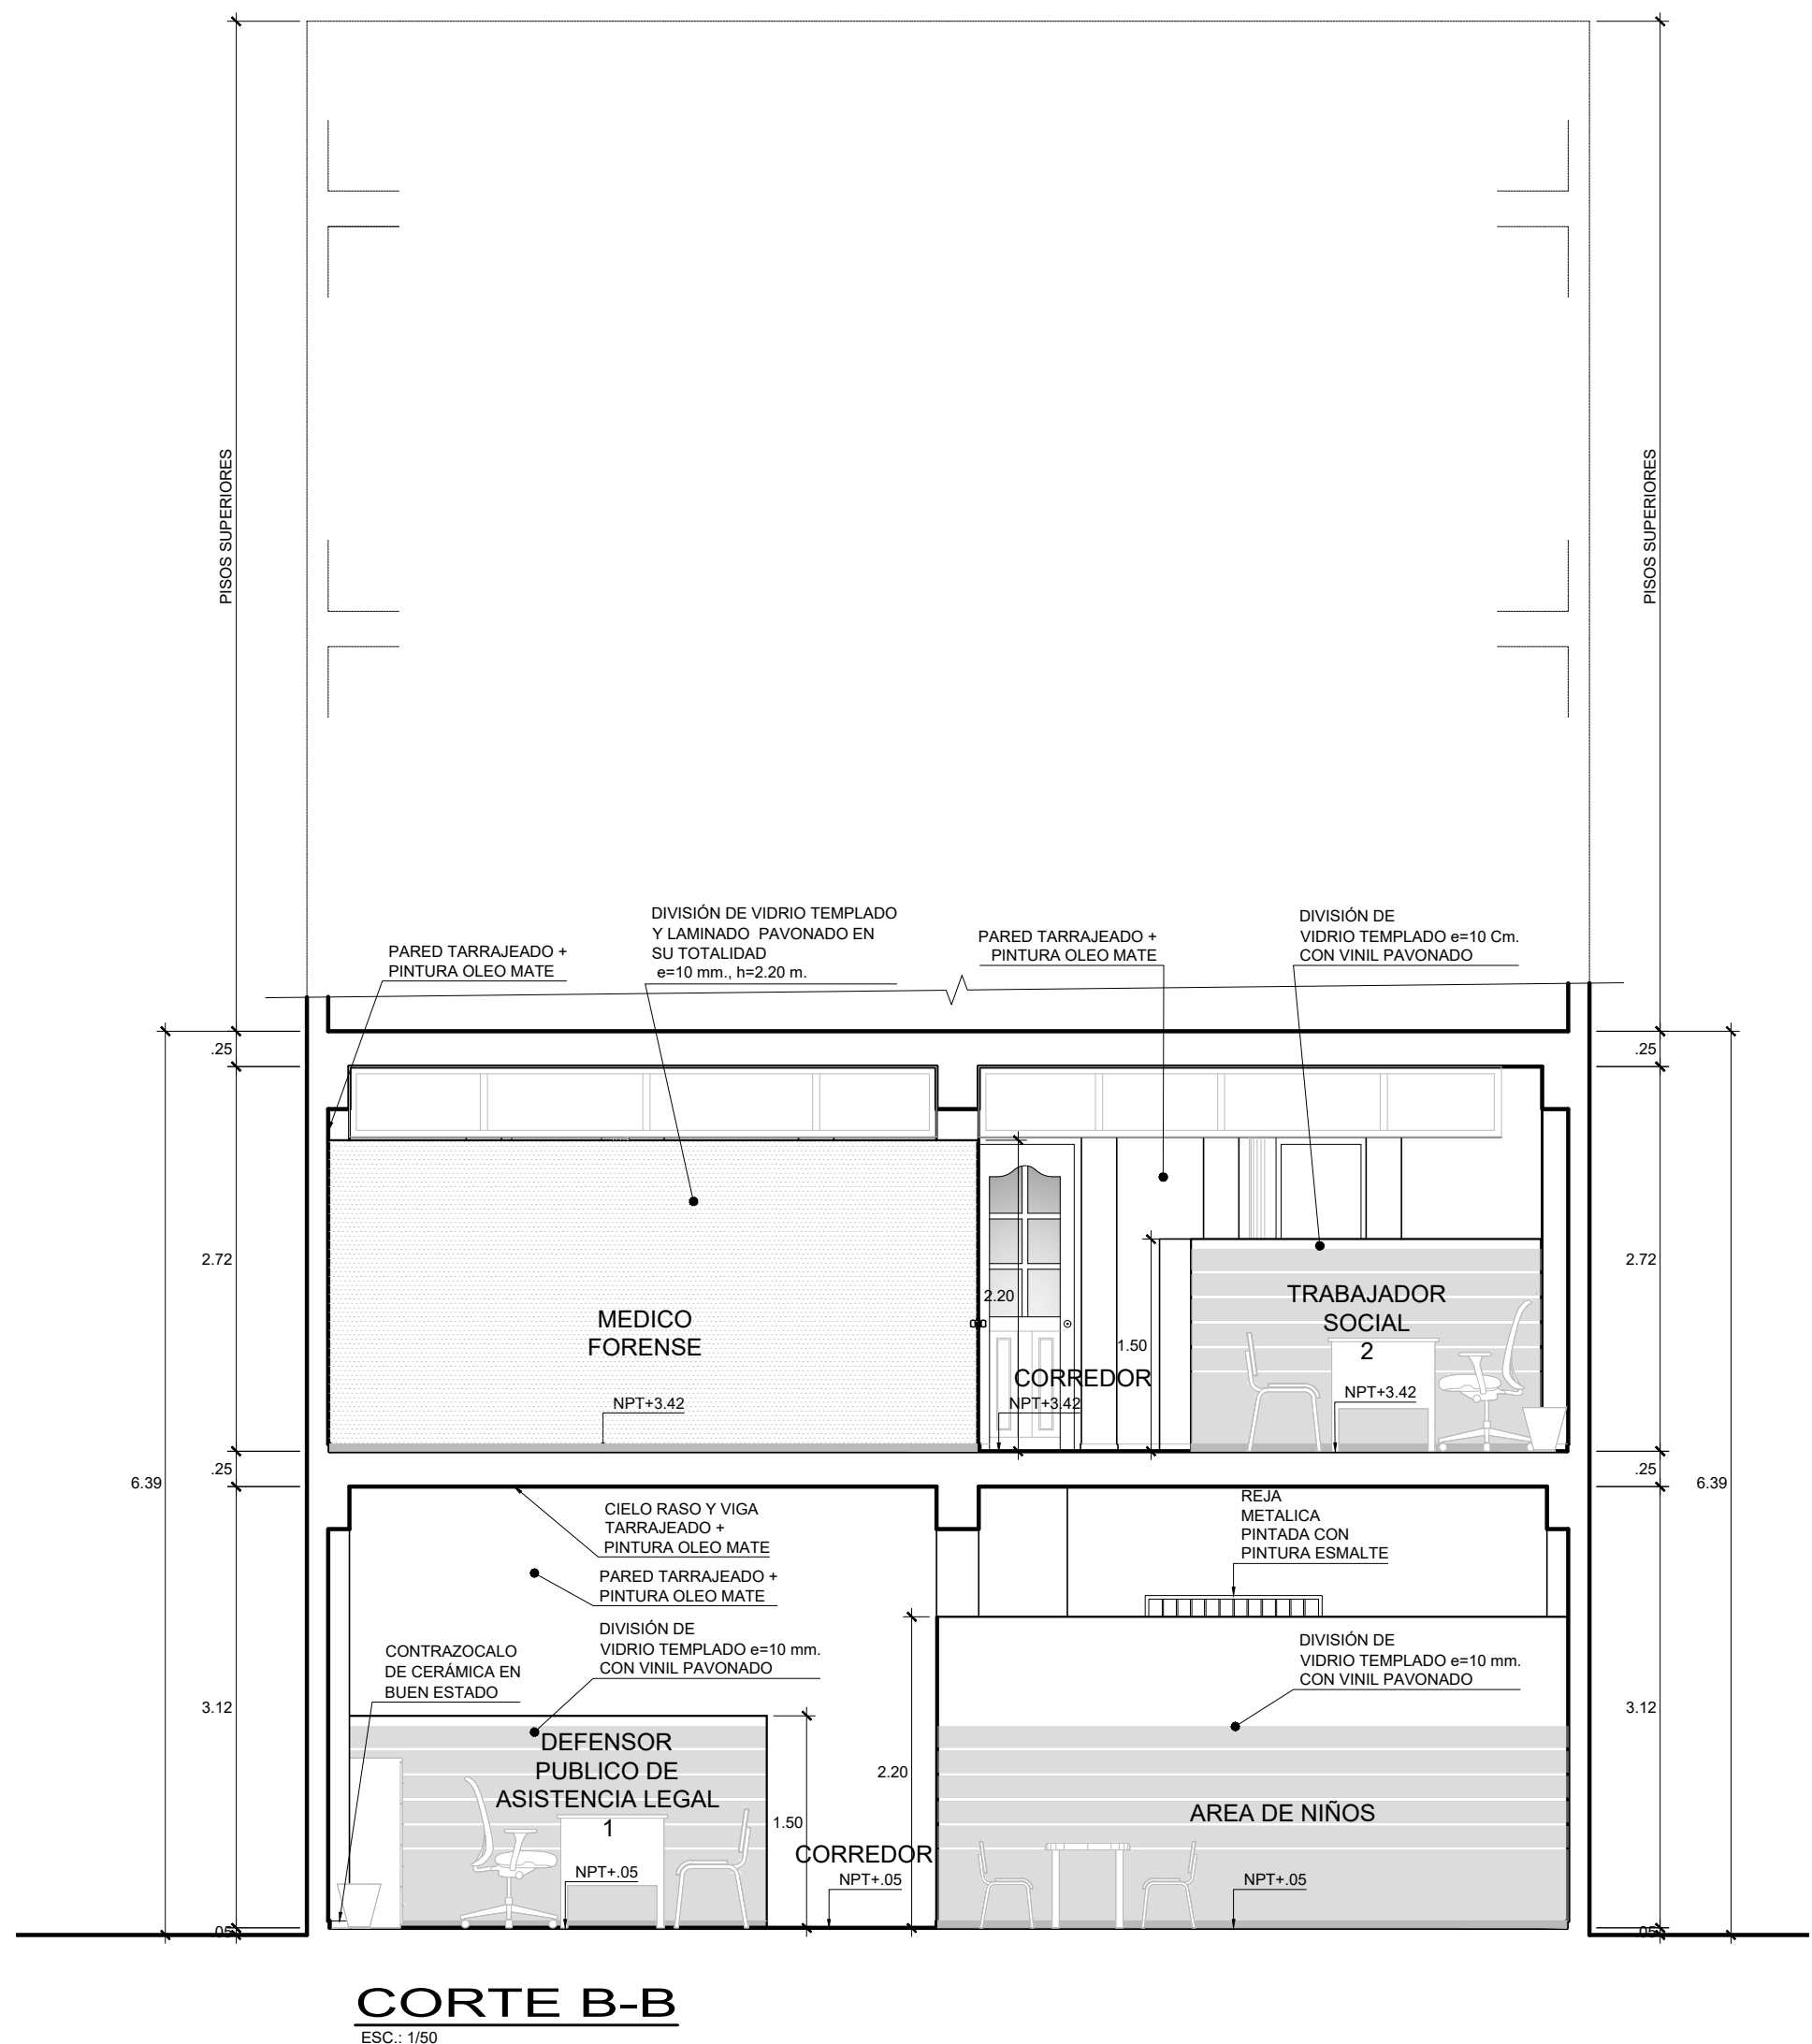 PISOS SUPERIORES
PISOS SUPERIORES
DIVISIÓN DE VIDRIO TEMPLADO
Y LAMINADO PAVONADO EN
SU TOTALIDAD
e=10 mm., h=2.20 m.
PARED TARRAJEADO +
PINTURA OLEO MATE
PARED TARRAJEADO +
PINTURA OLEO MATE
DIVISIÓN DE
VIDRIO TEMPLADO e=10 Cm.
CON VINIL PAVONADO
.25
.25
2.72
2.72
MEDICO
FORENSE
NPT+3.42
2.20
CORREDOR
NPT+3.42
1.50
TRABAJADOR
SOCIAL
2
NPT+3.42
.25
.25
6.39
6.39
CIELO RASO Y VIGA
TARRAJEADO +
PINTURA OLEO MATE
PARED TARRAJEADO +
PINTURA OLEO MATE
REJA
METALICA
PINTADA CON
PINTURA ESMALTE
DIVISIÓN DE
VIDRIO TEMPLADO e=10 mm.
CON VINIL PAVONADO
CONTRAZOCALO
DE CERÁMICA EN
BUEN ESTADO
DIVISIÓN DE
VIDRIO TEMPLADO e=10 mm.
CON VINIL PAVONADO
3.12
3.12
DEFENSOR
PUBLICO DE
ASISTENCIA LEGAL
1
NPT+.05
1.50
2.20
CORREDOR
NPT+.05
AREA DE NIÑOS
NPT+.05
.05
.05
CORTE B-B
ESC.: 1/50